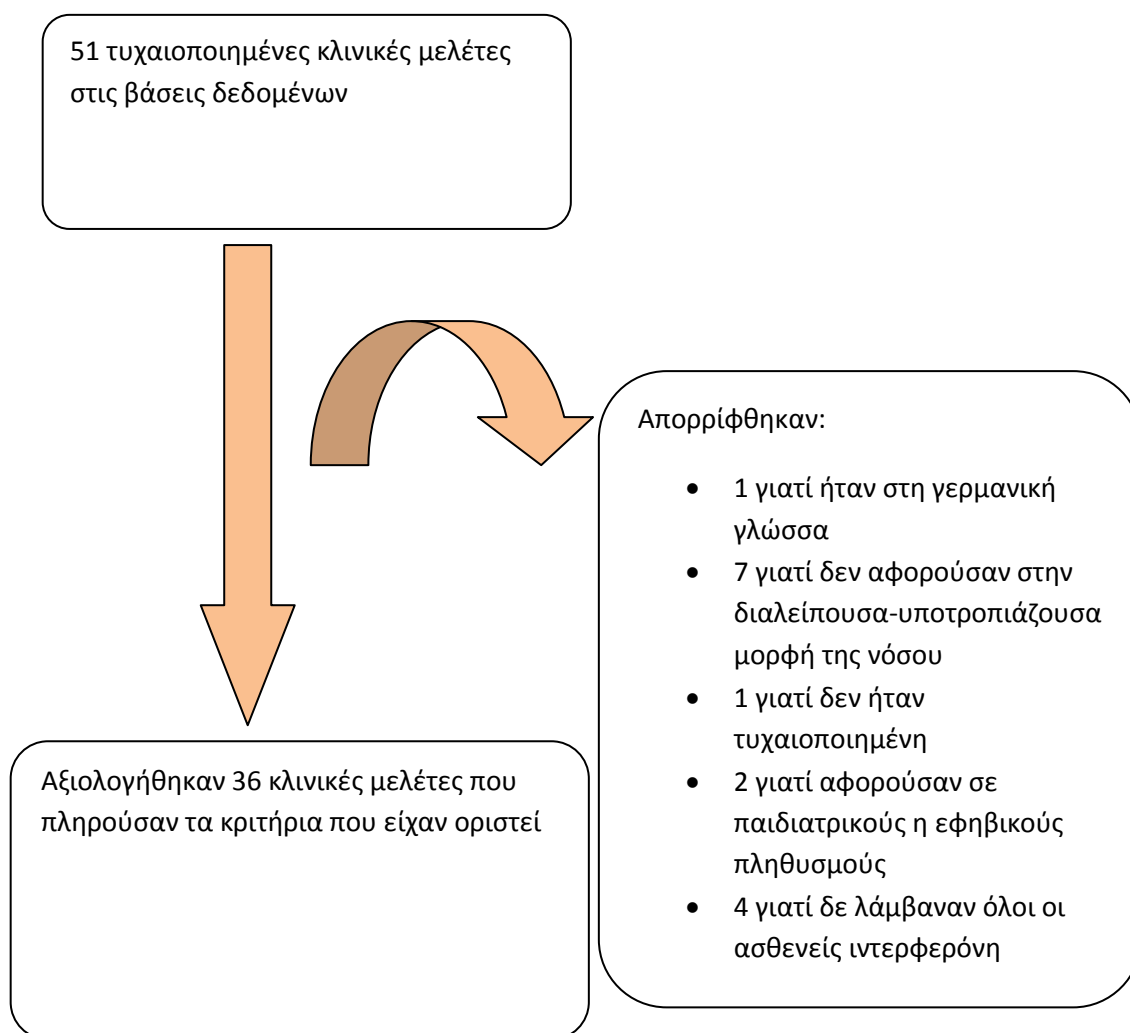 51 τυχαιοποιημένες κλινικές μελέτες
στις βάσεις δεδομένων
Απορρίφθηκαν:
• 1 γιατί ήταν στη γερμανική
γλώσσα
• 7 γιατί δεν αφορούσαν στην
διαλείπουσα-υποτροπιάζουσα
μορφή της νόσου
• 1 γιατί δεν ήταν
τυχαιοποιημένη
• 2 γιατί αφορούσαν σε
παιδιατρικούς η εφηβικούς
πληθυσμούς
• 4 γιατί δε λάμβαναν όλοι οι
ασθενείς ιντερφερόνη
Αξιολογήθηκαν 36 κλινικές μελέτες που
πληρούσαν τα κριτήρια που είχαν οριστεί